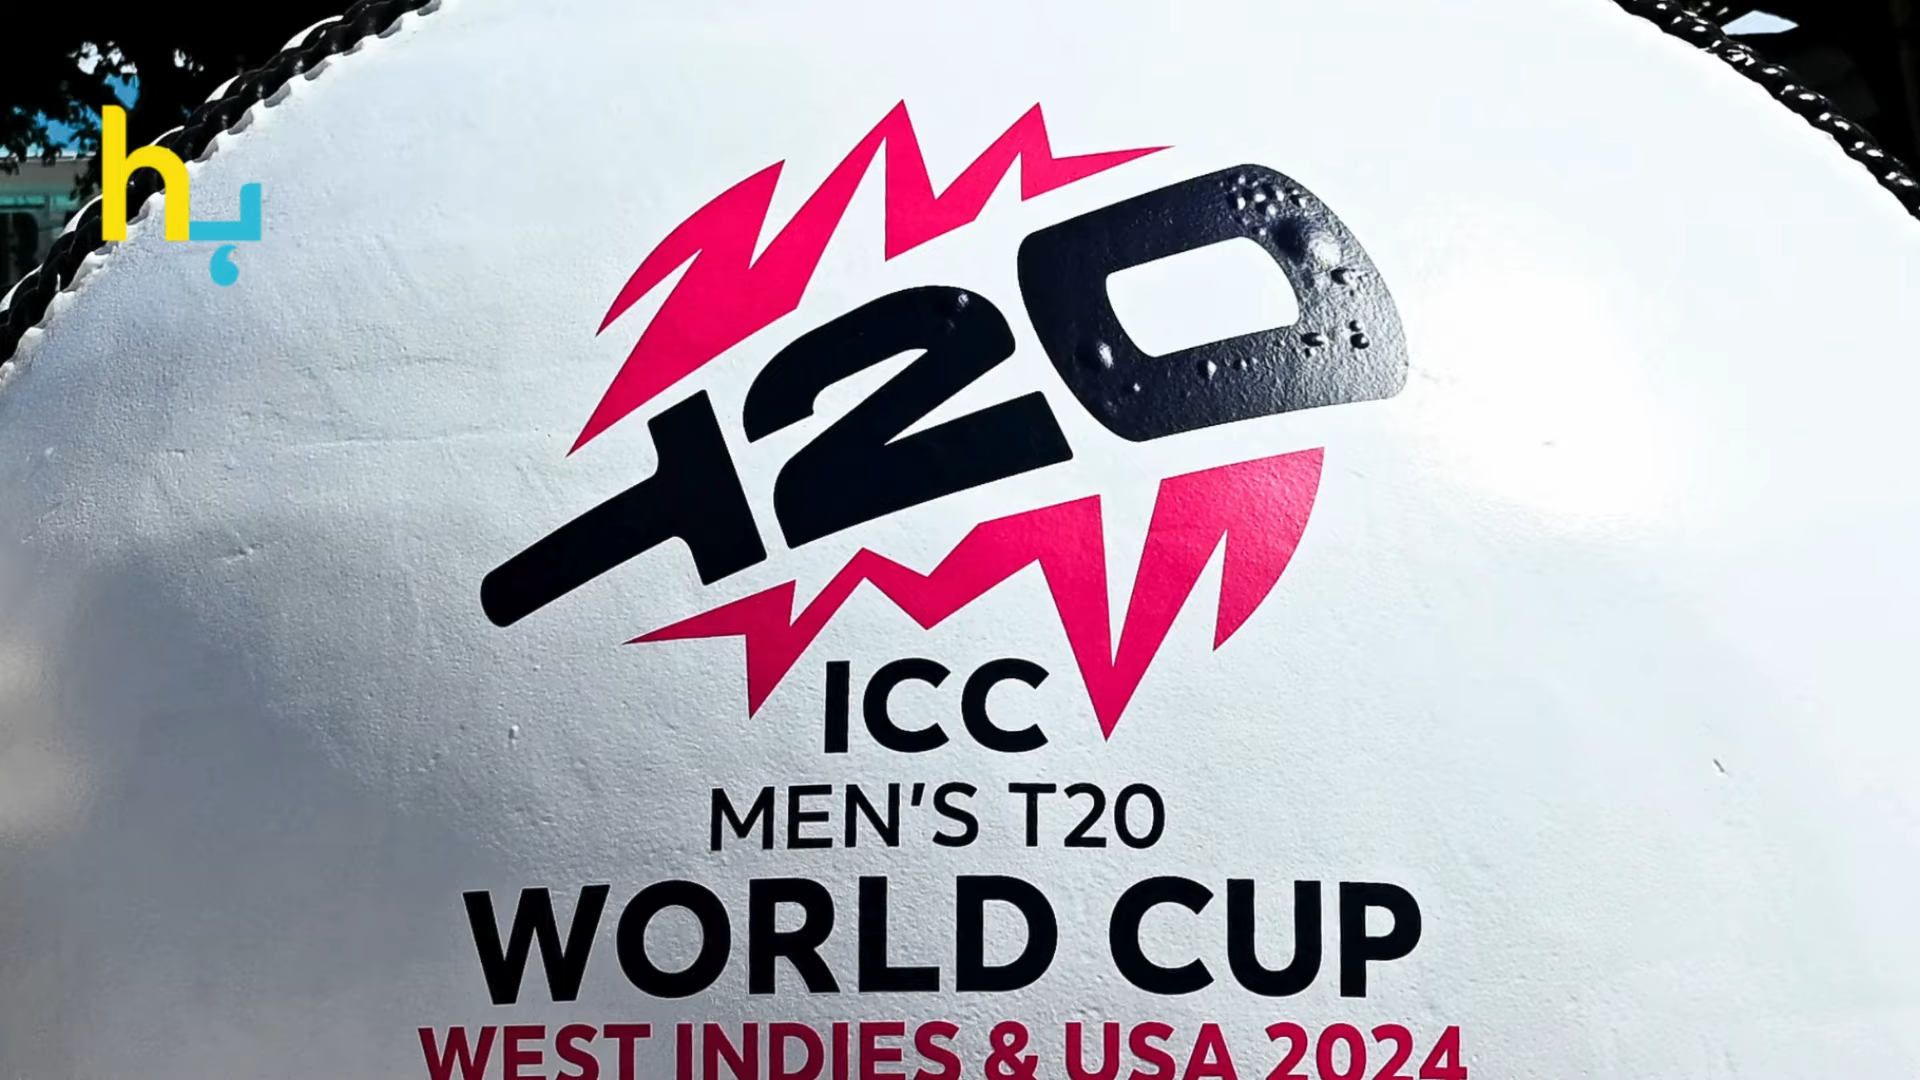 h
T20
ICC
MEN'S T20
WORLD CUP
WEST INDIES & USA 2024